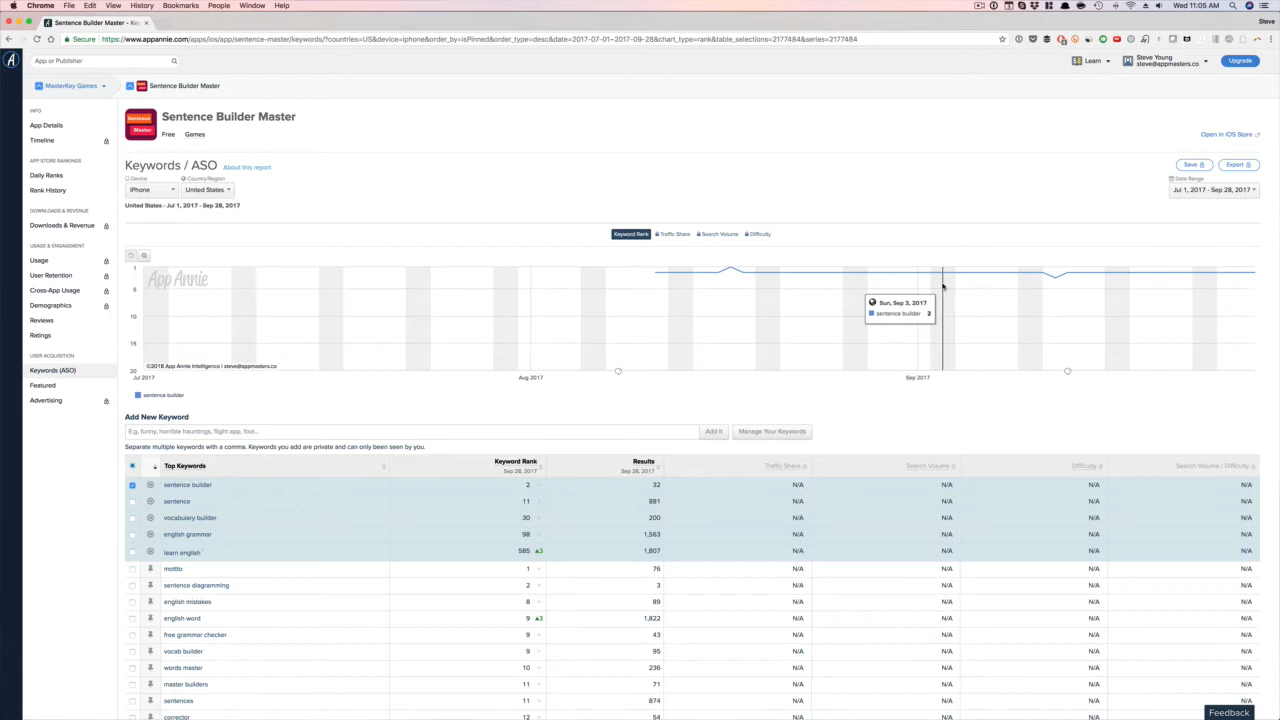 Chrome File Edit View History Bookmarks People Window Help
Wed 11:05 AM
Sentence Builder Master - Key
Steve
Secure https://www.appannie.com/apps/ios/app/sentence-master/keywords/?countries=US&device=iphone&order_by=isPinned&order_type=desc&date=2017-07-01~2017-09-28&chart_type=rank&table_selections=2177484&series=2177484
App or Publisher
Learn
Steve Young
steve@appmasters.co
Upgrade
MasterKey Games
Sentence Builder Master
INFO
App Details
Timeline
APP STORE RANKINGS
Daily Ranks
Rank History
DOWNLOADS & REVENUE
Downloads & Revenue
USAGE & ENGAGEMENT
Usage
User Retention
Cross-App Usage
Demographics
Reviews
Ratings
USER ACQUISITION
Keywords (ASO)
Featured
Advertising
Sentence
Master
Sentence Builder Master
Free Games
Open in iOS Store
Keywords / ASO About this report
Save Export
Device Country/Region
iPhone United States
Date Range
Jul 1, 2017 - Sep 28, 2017
United States - Jul 1, 2017 - Sep 28, 2017
Keyword Rank Traffic Share Search Volume Difficulty
App Annie
1
5
10
15
20
Sun, Sep 3, 2017
sentence builder 2
©2018 App Annie Intelligence | steve@appmasters.co
Jul 2017 Aug 2017 Sep 2017
sentence builder
Add New Keyword
E.g. funny, horrible hauntings, flight app, fool...
Add It
Manage Your Keywords
Separate multiple keywords with a comma. Keywords you add are private and can only been seen by you.
Top Keywords Keyword Rank Results Traffic Share Search Volume Difficulty Search Volume / Difficulty
Sep 28, 2017 Sep 28, 2017
sentence builder 2 32 N/A N/A N/A N/A
sentence 11 - 881 N/A N/A N/A N/A
vocabulary builder 30 - 200 N/A N/A N/A N/A
english grammar 98 - 1,563 N/A N/A N/A N/A
learn english 585 ▲3 1,807 N/A N/A N/A N/A
mottto 1 - 76 N/A N/A N/A N/A
sentence diagramming 2 - 3 N/A N/A N/A N/A
english mistakes 8 - 89 N/A N/A N/A N/A
english word 9 ▲3 1,822 N/A N/A N/A N/A
free grammar checker 9 - 43 N/A N/A N/A N/A
vocab builder 9 - 95 N/A N/A N/A N/A
words master 10 - 236 N/A N/A N/A N/A
master builders 11 - 71 N/A N/A N/A N/A
sentences 11 - 874 N/A N/A N/A N/A
corrector 54 N/A N/A N/A N/A
Feedback